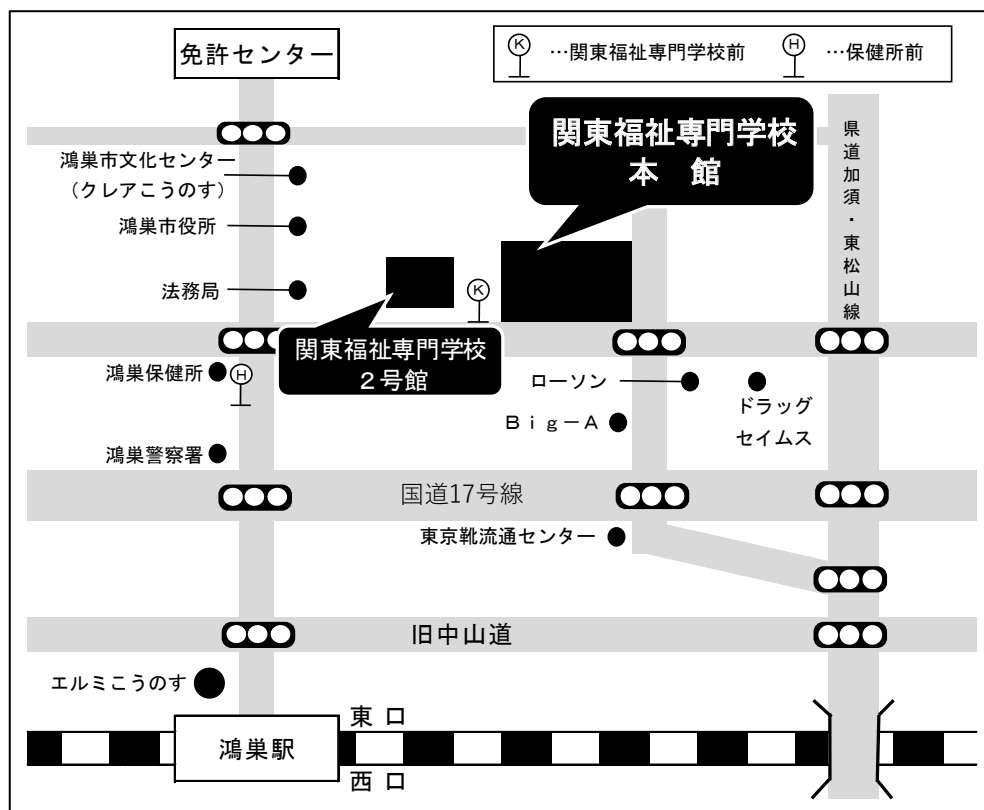 免許センター
Ⓚ …関東福祉専門学校前 Ⓗ …保健所前
関東福祉専門学校
本 館
県道加須・東松山線
鴻巣市文化センター
（クレアこうのす）
鴻巣市役所
法務局
Ⓚ
関東福祉専門学校
２号館
鴻巣保健所
Ⓗ
ローソン
ドラッグ
セイムス
Ｂｉｇ－Ａ
鴻巣警察署
国道17号線
東京靴流通センター
旧中山道
エルミこうのす
東 口
鴻巣駅
西 口